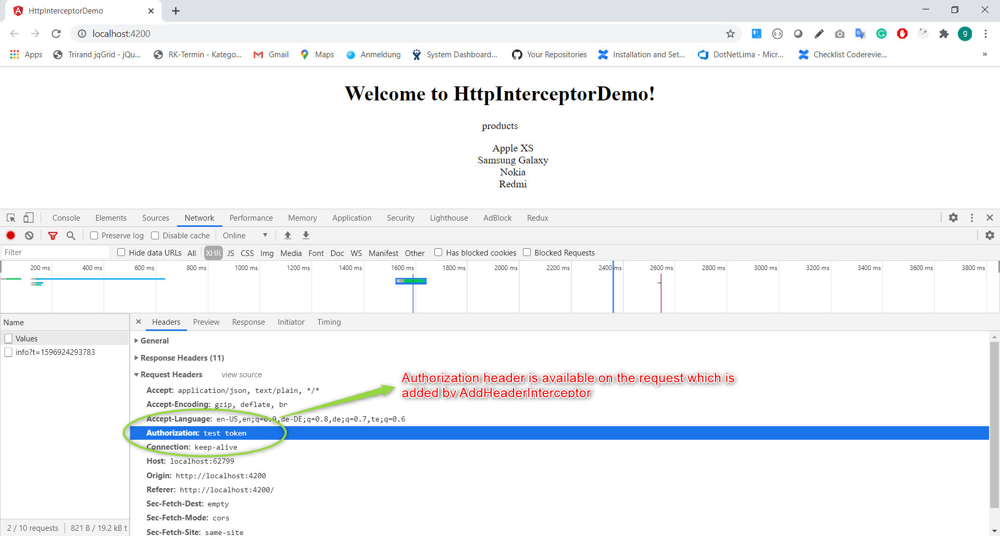 HttpInterceptorDemo
localhost:4200
g
Apps Trirand jqGrid - jQu... RK-Termin - Katego... Gmail Maps Anmeldung System Dashboard... Your Repositories Installation and Set... DotNetLima - Micr... Checklist Codereview... »
Welcome to HttpInterceptorDemo!
products
Apple XS
Samsung Galaxy
Nokia
Redmi
Console Elements Sources Network Performance Memory Application Security Lighthouse AdBlock Redux
Preserve log Disable cache Online
Filter Hide data URLs All XHR JS CSS Img Media Font Doc WS Manifest Other Has blocked cookies Blocked Requests
200 ms 400 ms 600 ms 800 ms 1000 ms 1200 ms 1400 ms 1600 ms 1800 ms 2000 ms 2200 ms 2400 ms 2600 ms 2800 ms 3000 ms 3200 ms 3400 ms 3600 ms 3800 ms
Name
Values
info?t=1596924293783
2 / 10 requests 821 B / 19.2 kB t
Headers Preview Response Initiator Timing
General
Response Headers (11)
Request Headers view source
Accept: application/json, text/plain, */*
Accept-Encoding: gzip, deflate, br
Accept-Language: en-US,en;q=0.9,de-DE;q=0.8,de;q=0.7,te;q=0.6
Authorization: test token
Connection: keep-alive
Host: localhost:62799
Origin: http://localhost:4200
Referer: http://localhost:4200/
Sec-Fetch-Dest: empty
Sec-Fetch-Mode: cors
Sec-Fetch-Site: same-site
Authorization header is available on the request which is
added by AddHeaderInterceptor